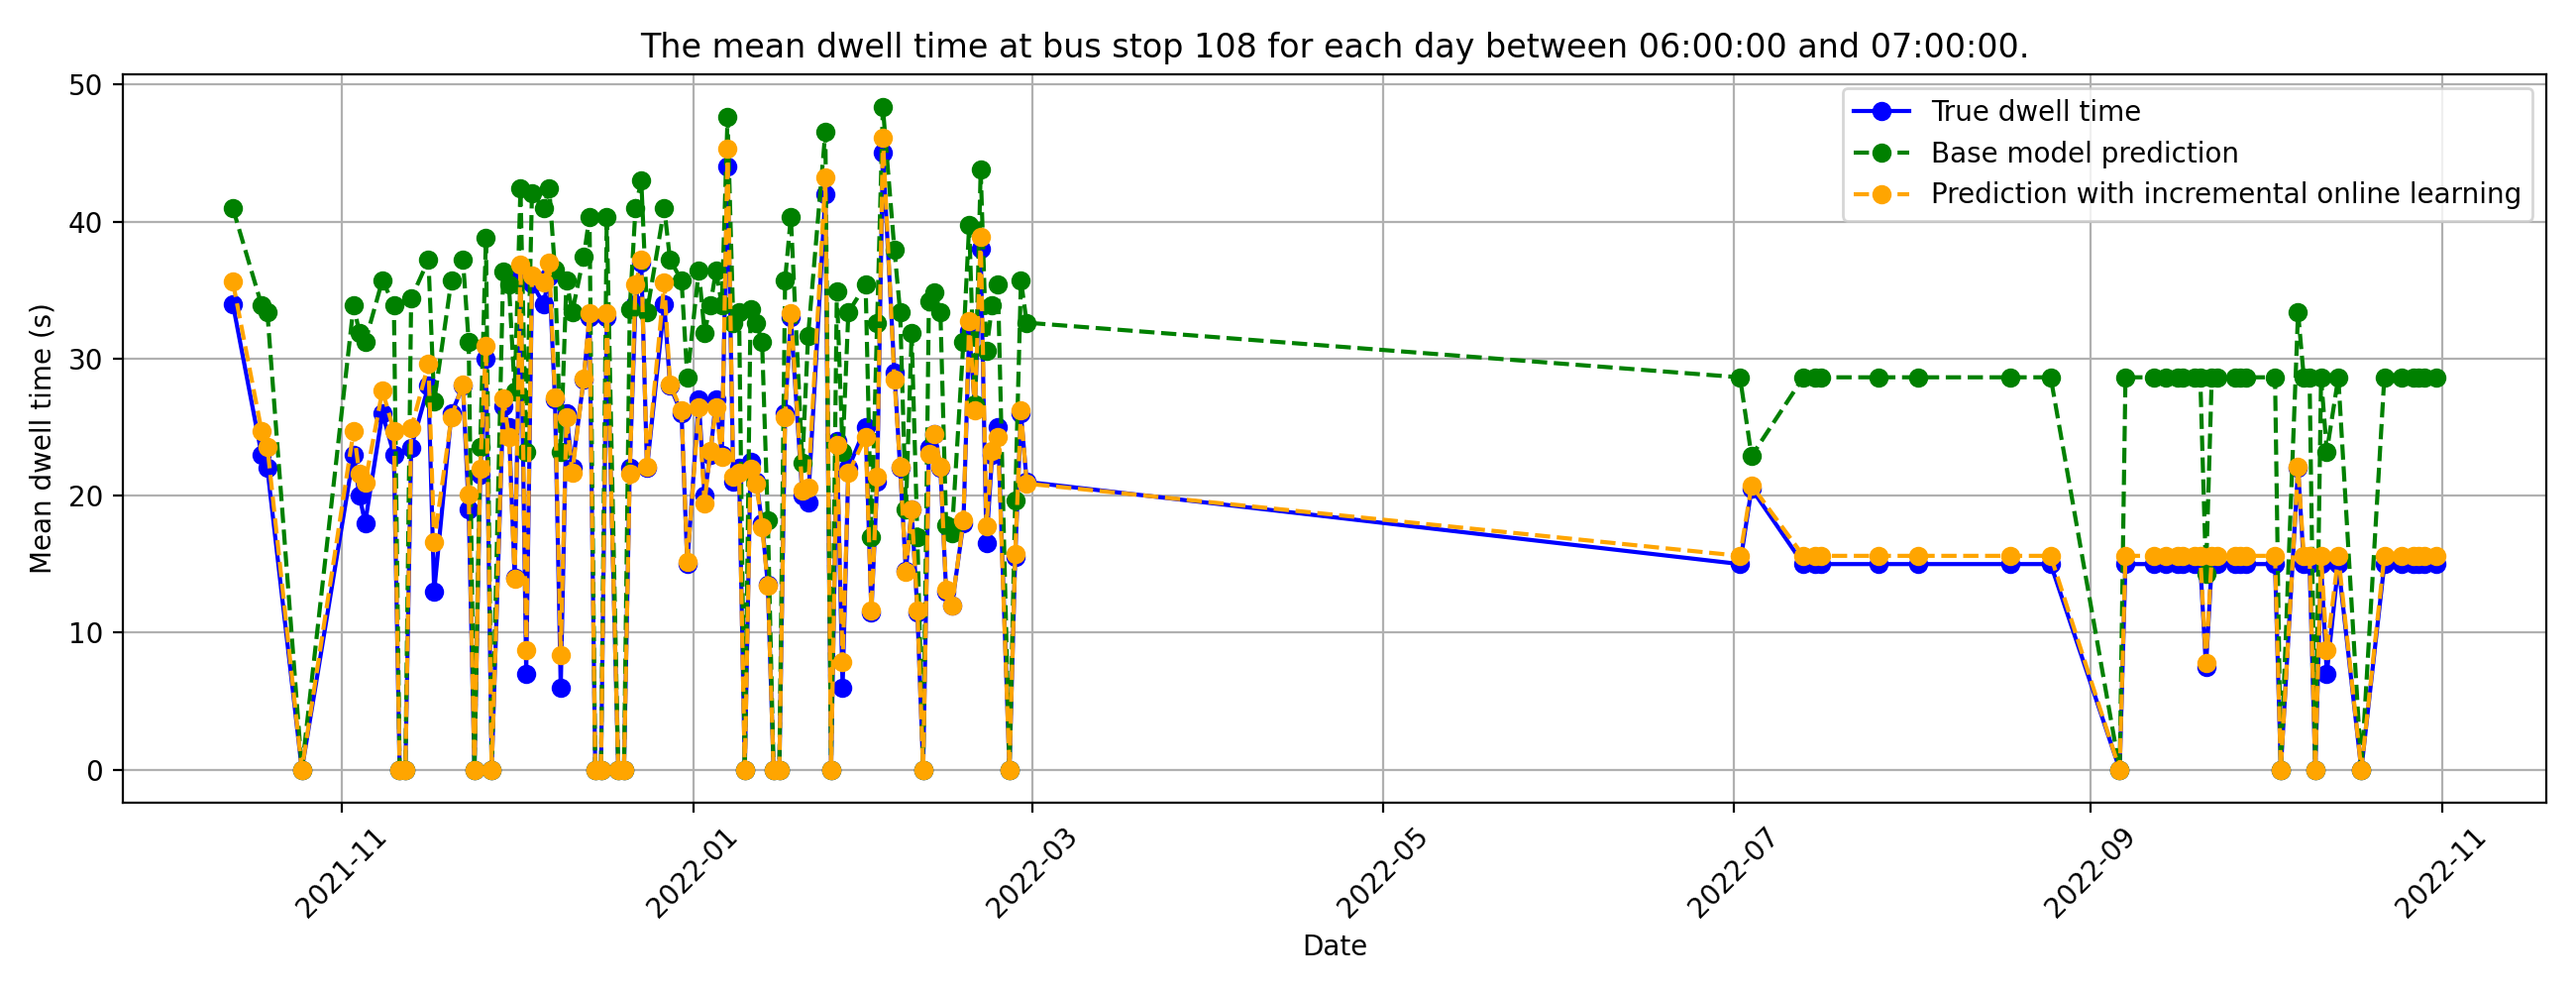 The mean dwell time at bus stop 108 for each day between 06:00:00 and 07:00:00.
50
40
30
20
10
0
Mean dwell time (s)
True dwell time
Base model prediction
Prediction with incremental online learning
2021-11
2022-01
2022-03
2022-05
2022-07
2022-09
2022-11
Date